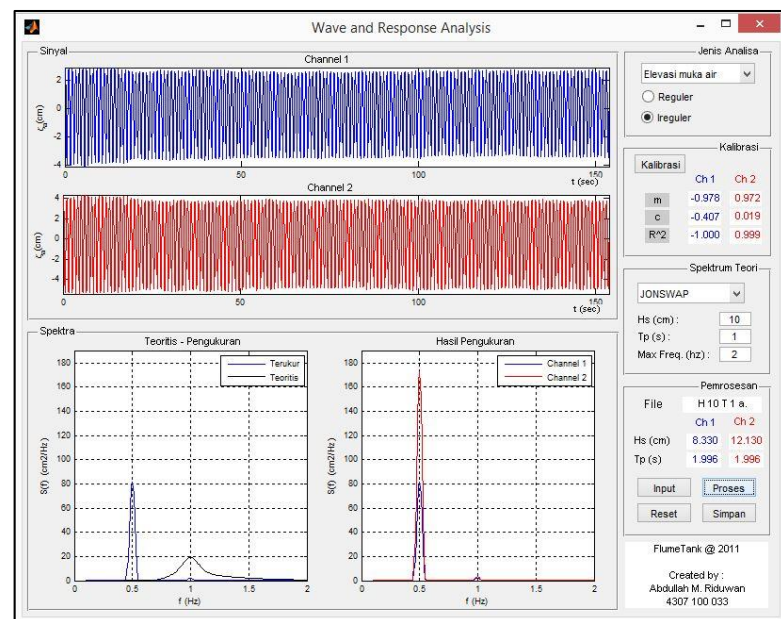 Wave and Response Analysis
Sinyal
Channel 1
ζa(cm)
2
0
-2
-4
0
50
100
150
t (sec)
Channel 2
ζa(cm)
4
2
0
-2
-4
0
50
100
150
t (sec)
Spektra
Teoritis - Pengukuran
Terukur
Teoritis
S(f) (cm2/Hz)
180
160
140
120
100
80
60
40
20
0
0
0.5
1
1.5
2
f (Hz)
Hasil Pengukuran
Channel 1
Channel 2
S(f) (cm2/Hz)
180
160
140
120
100
80
60
40
20
0
0
0.5
1
1.5
2
f (Hz)
Jenis Analisa
Elevasi muka air
Reguler
Ireguler
Kalibrasi
Kalibrasi
Ch 1 Ch 2
m -0.978 0.972
c -0.407 0.019
R^2 -1.000 0.999
Spektrum Teori
JONSWAP
Hs (cm) : 10
Tp (s) : 1
Max Freq. (hz) : 2
Pemrosesan
File H 10 T 1 a.
Ch 1 Ch 2
Hs (cm) 8.330 12.130
Tp (s) 1.996 1.996
Input Proses
Reset Simpan
FlumeTank @ 2011
Created by :
Abdullah M. Riduwan
4307 100 033